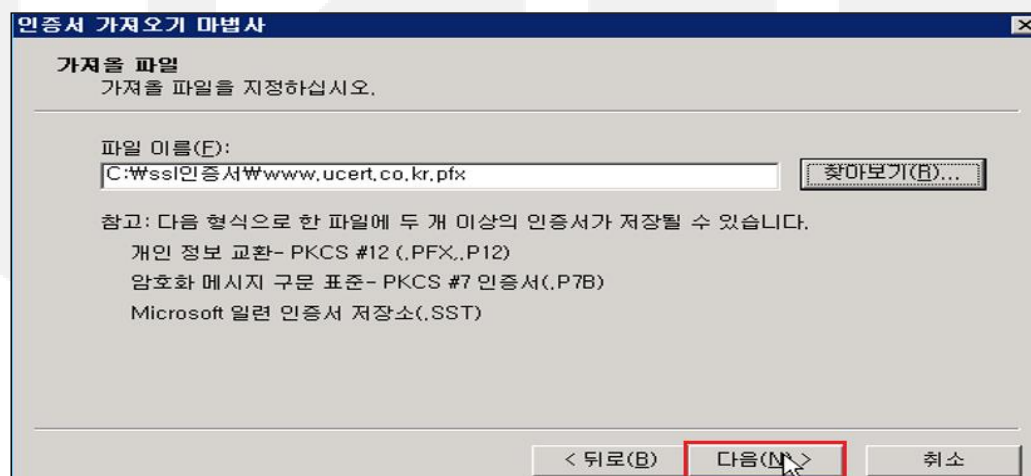 인증서 가져오기 마법사
가져올 파일
가져올 파일을 지정하십시오.
파일 이름(F):
C:₩ssl인증서₩www.ucert.co.kr.pfx
찾아보기(R)...
참고: 다음 형식으로 한 파일에 두 개 이상의 인증서가 저장될 수 있습니다.
개인 정보 교환- PKCS #12 (.PFX,.P12)
암호화 메시지 구문 표준- PKCS #7 인증서(.P7B)
Microsoft 일련 인증서 저장소(.SST)
< 뒤로(B) 다음(N) > 취소